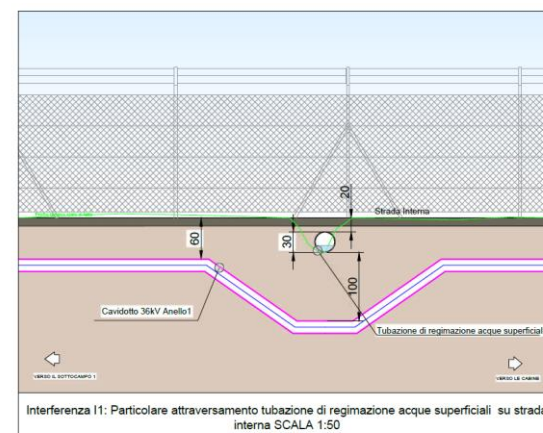 20
Strada Interna
30
60
100
Cavidotto 36kV Anello1
Tubazione di regimazione acque superficial
VERSO IL SOTTOCAMPO 1
VERSO LE CABINE
Interferenza I1: Particolare attraversamento tubazione di regimazione acque superficiali su strada
interna SCALA 1:50